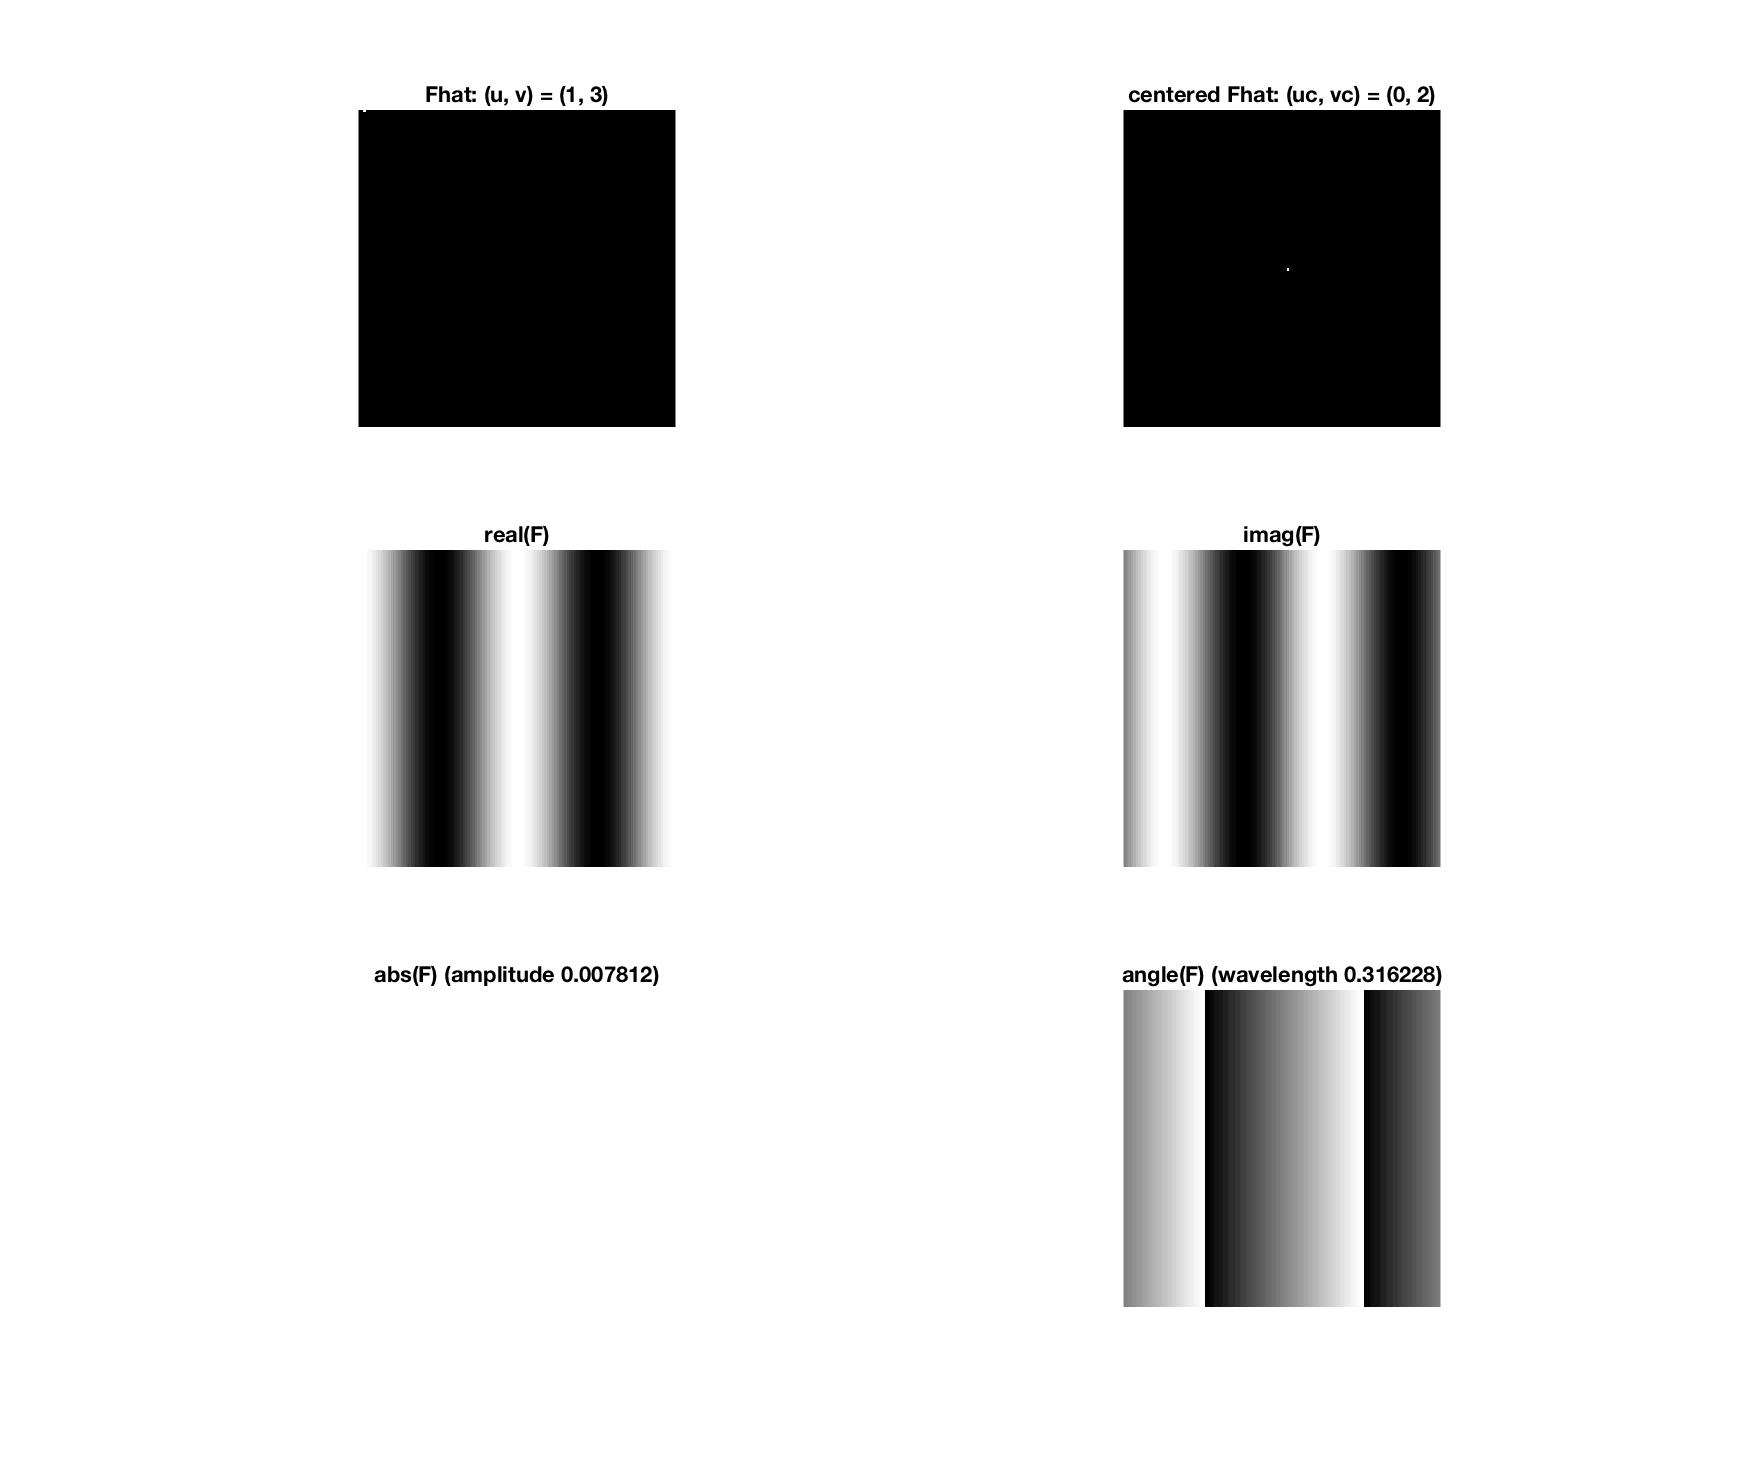 Fhat: (u, v) = (1, 3)
centered Fhat: (uc, vc) = (0, 2)
real(F)
imag(F)
abs(F) (amplitude 0.007812)
angle(F) (wavelength 0.316228)